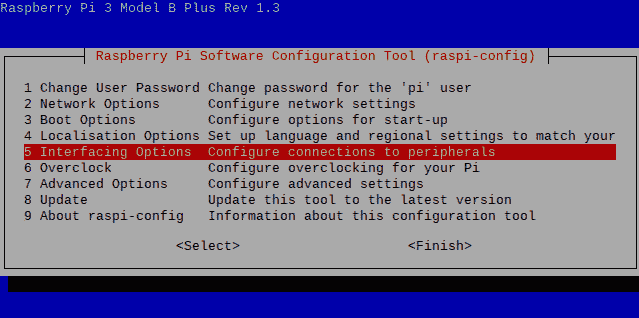 Raspberry Pi 3 Model B Plus Rev 1.3
Raspberry Pi Software Configuration Tool (raspi-config)
1 Change User Password Change password for the 'pi' user
2 Network Options Configure network settings
3 Boot Options Configure options for start-up
4 Localisation Options Set up language and regional settings to match your
5 Interfacing Options Configure connections to peripherals
6 Overclock Configure overclocking for your Pi
7 Advanced Options Configure advanced settings
8 Update Update this tool to the latest version
9 About raspi-config Information about this configuration tool
<Select> <Finish>